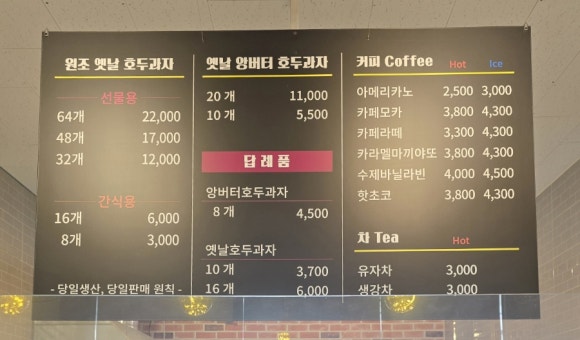 원조 옛날 호두과자
선물용
64개 22,000
48개 17,000
32개 12,000
간식용
16개 6,000
8개 3,000
- 당일생산, 당일판매 원칙 -
옛날 앙버터 호두과자
20 개 11,000
10 개 5,500
답 례 품
앙버터호두과자
8 개 4,500
옛날호두과자
10 개 3,700
16 개 6,000
커피 Coffee Hot Ice
아메리카노 2,500 3,000
카페모카 3,800 4,300
카페라떼 3,300 4,300
카라멜마끼야또 3,800 4,300
수제바닐라빈 4,000 4,500
핫초코 3,800 4,300
차 Tea Hot
유자차 3,000
생강차 3,000